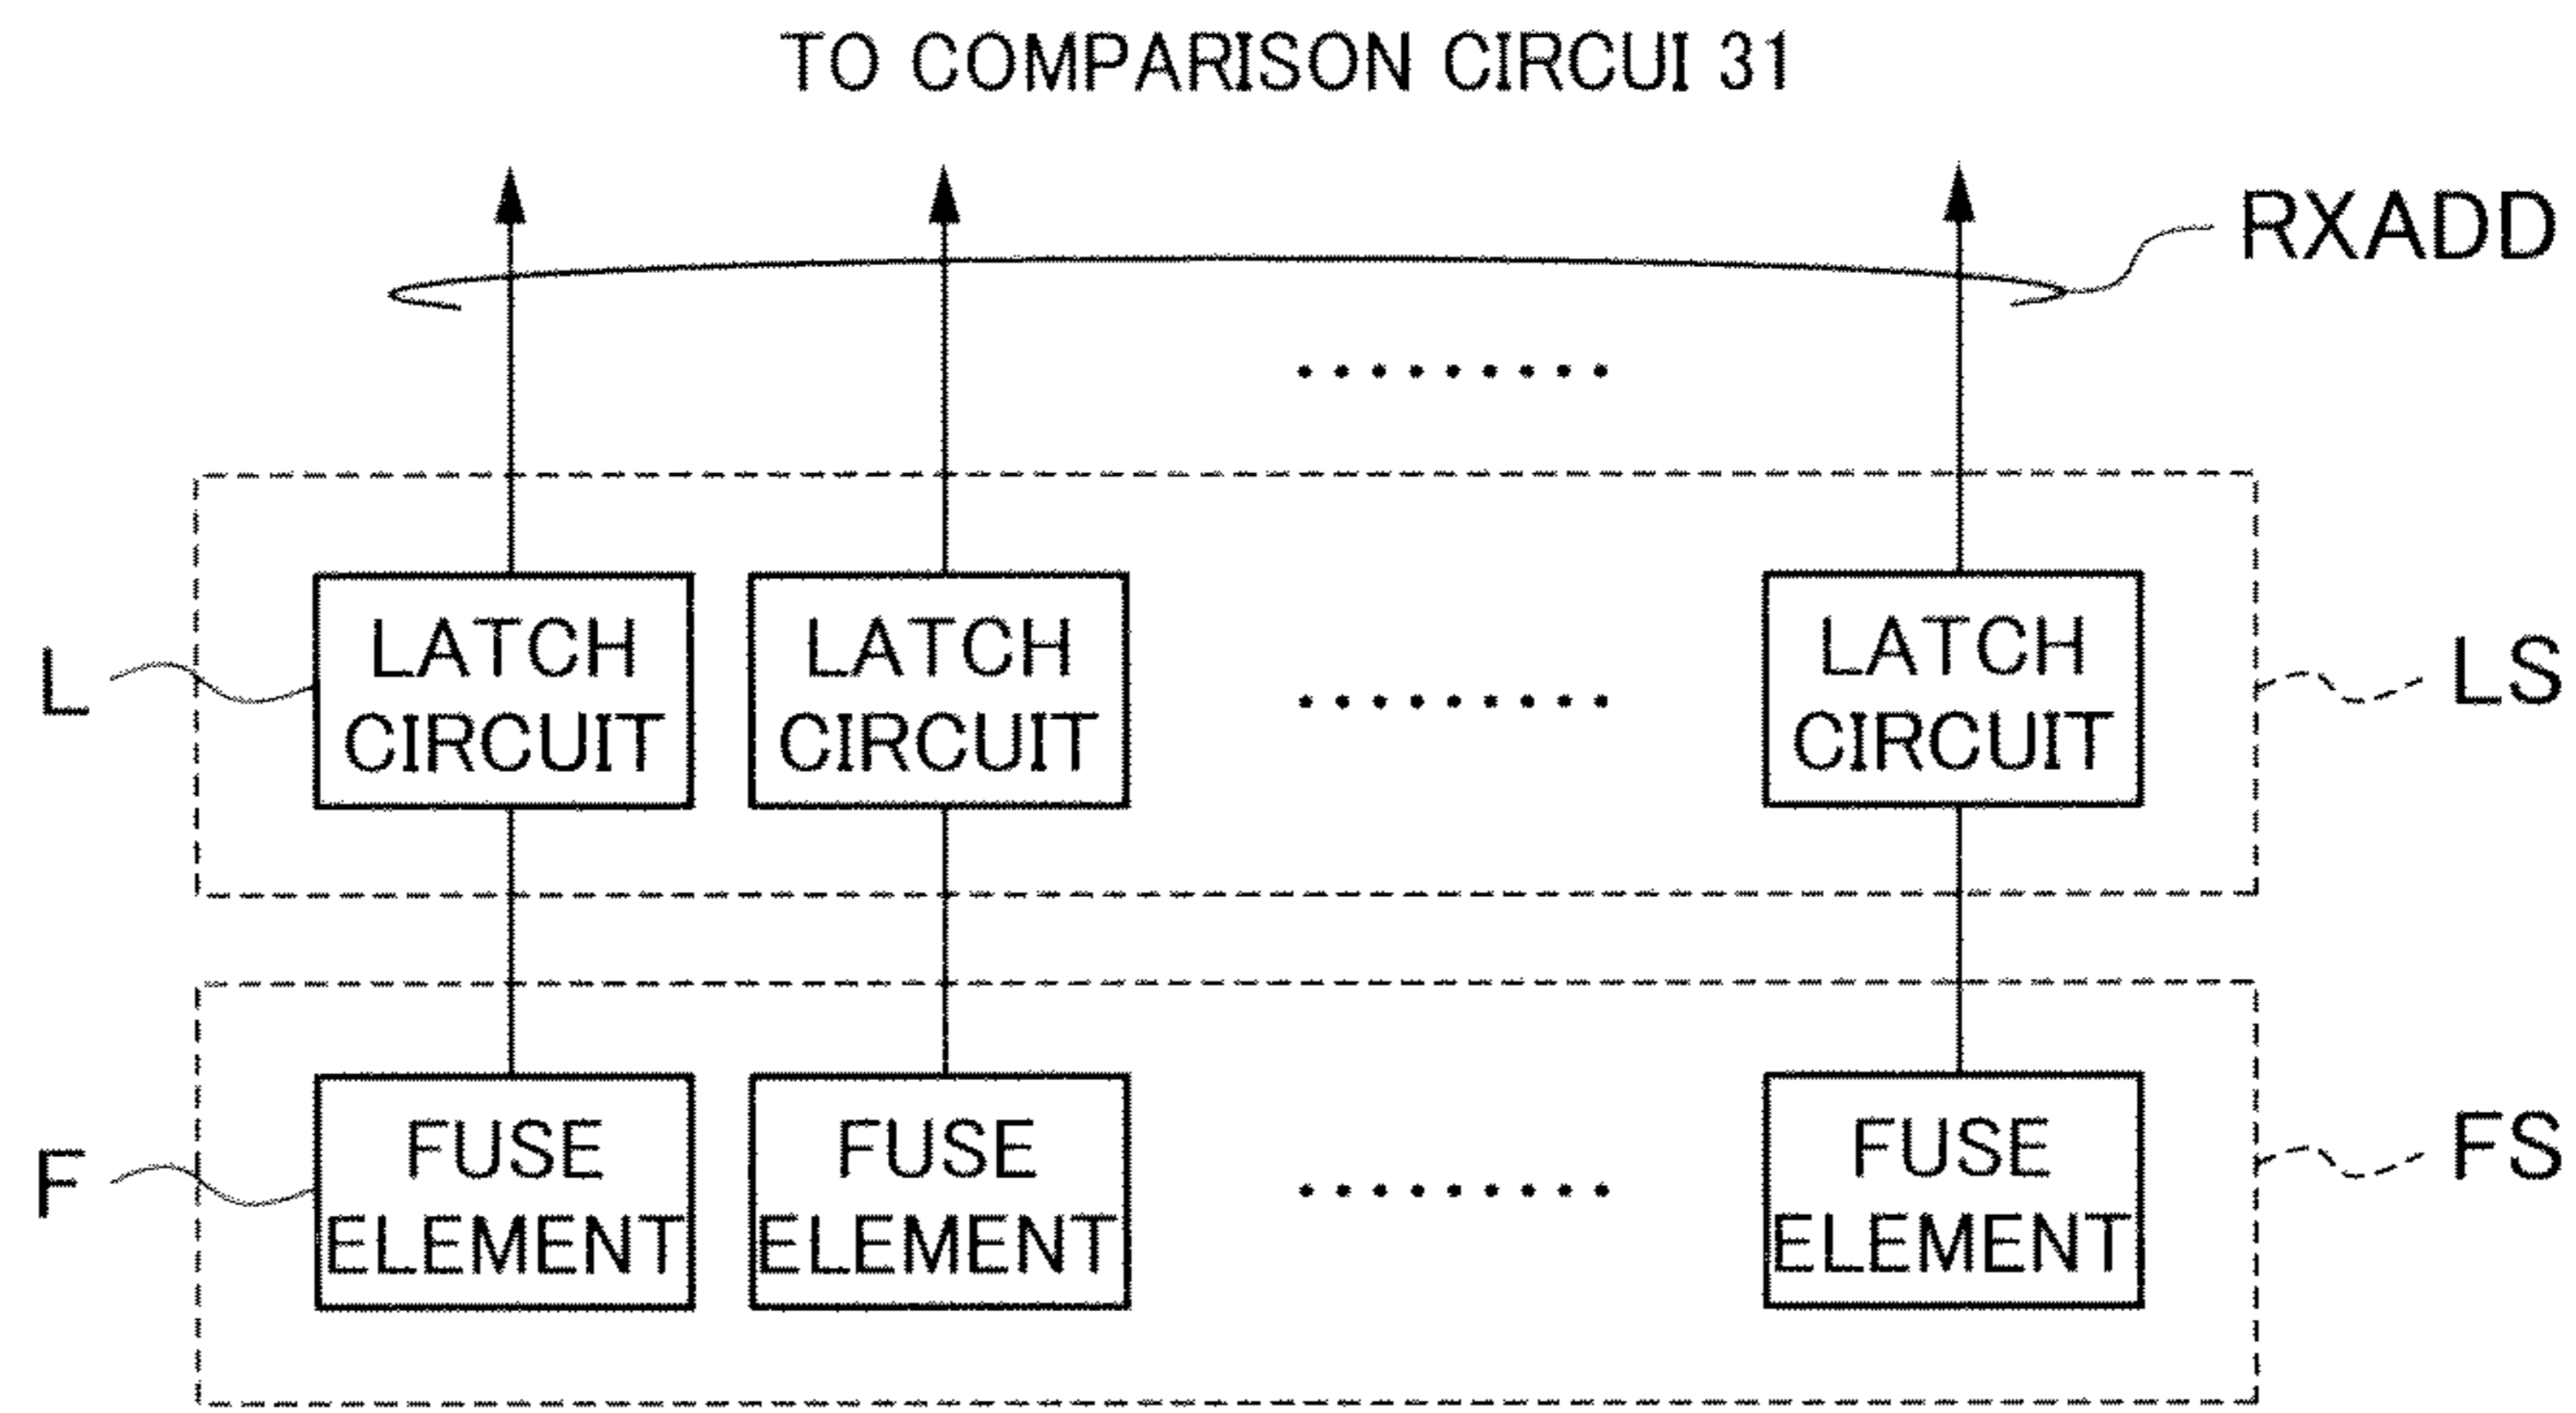 TO COMPARISON CIRCUI 31
RXADD
L
LATCH
CIRCUIT
LATCH
CIRCUIT
LATCH
CIRCUIT
LS
F
FUSE
ELEMENT
FUSE
ELEMENT
FUSE
ELEMENT
FS